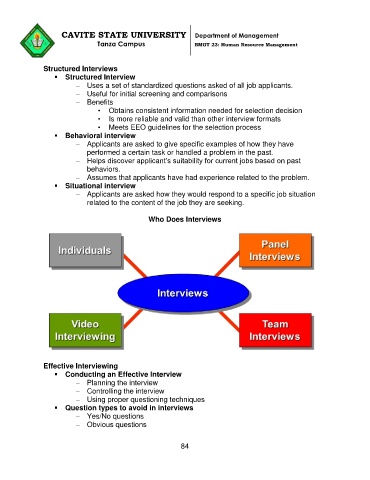 CAVITE STATE UNIVERSITY
Tanza Campus
Department of Management
BMGT 23: Human Resource Management
Structured Interviews
▪ Structured Interview
– Uses a set of standardized questions asked of all job applicants.
– Useful for initial screening and comparisons
– Benefits
• Obtains consistent information needed for selection decision
• Is more reliable and valid than other interview formats
• Meets EEO guidelines for the selection process
▪ Behavioral interview
– Applicants are asked to give specific examples of how they have
performed a certain task or handled a problem in the past.
– Helps discover applicant's suitability for current jobs based on past
behaviors.
– Assumes that applicants have had experience related to the problem.
▪ Situational interview
– Applicants are asked how they would respond to a specific job situation
related to the content of the job they are seeking.
Who Does Interviews
Individuals
Panel
Interviews
Interviews
Video
Interviewing
Team
Interviews
Effective Interviewing
▪ Conducting an Effective Interview
– Planning the interview
– Controlling the interview
– Using proper questioning techniques
▪ Question types to avoid in interviews
– Yes/No questions
– Obvious questions
84